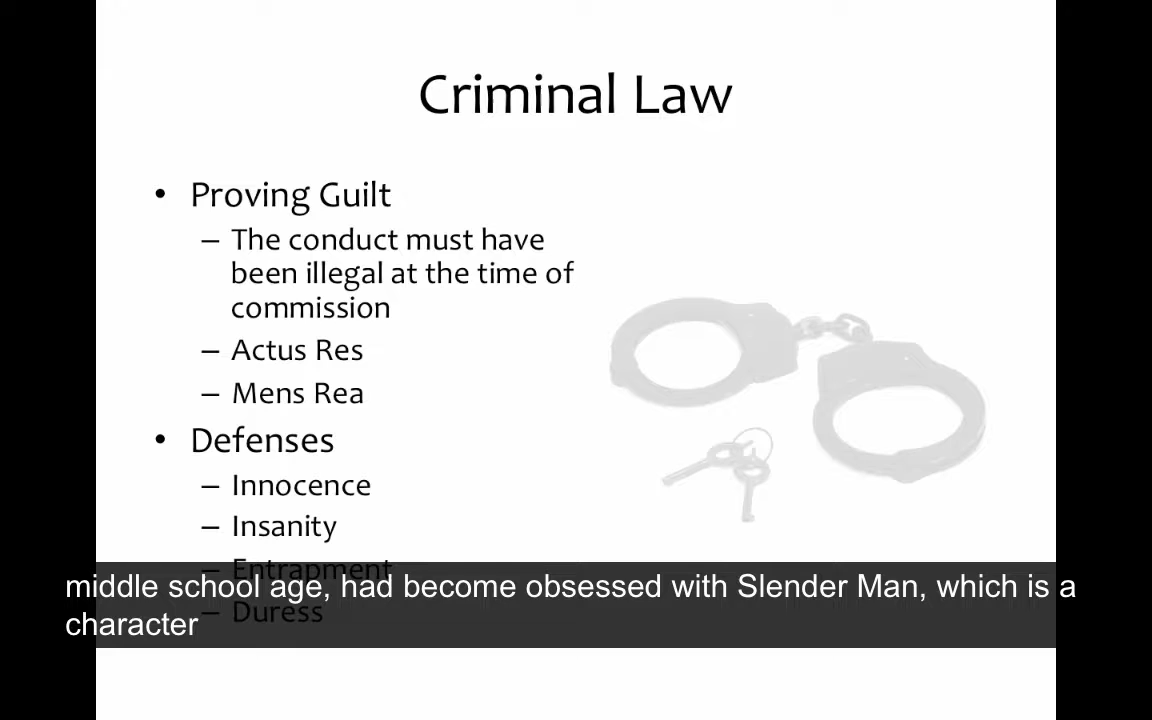 Criminal Law
• Proving Guilt
– The conduct must have
been illegal at the time of
commission
– Actus Res
– Mens Rea
• Defenses
– Innocence
– Insanity
– Entrapment
– Duress
middle school age, had become obsessed with Slender Man, which is a
character